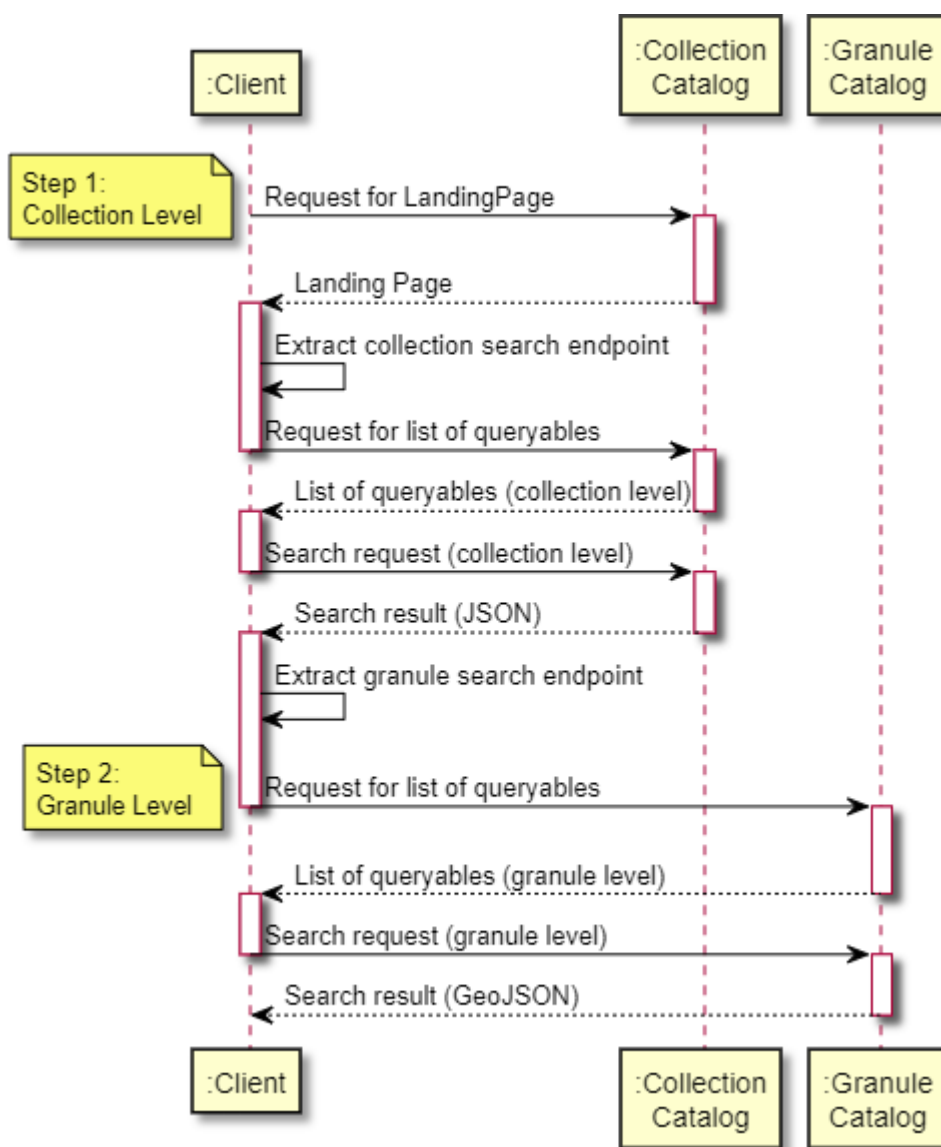 :Client
:Collection
Catalog
:Granule
Catalog
Step 1:
Collection Level
Request for LandingPage
Landing Page
Extract collection search endpoint
Request for list of queryables
List of queryables (collection level)
Search request (collection level)
Search result (JSON)
Extract granule search endpoint
Step 2:
Granule Level
Request for list of queryables
List of queryables (granule level)
Search request (granule level)
Search result (GeoJSON)
:Client
:Collection
Catalog
:Granule
Catalog